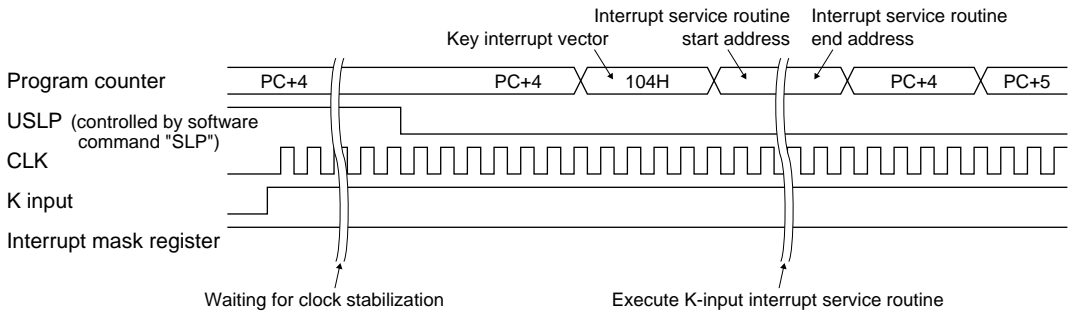 Interrupt service routine
start address
Interrupt service routine
end address
Key interrupt vector
Program counter
PC+4
PC+4
104H
PC+4
PC+5
USLP (controlled by software
command "SLP")
CLK
K input
Interrupt mask register
Waiting for clock stabilization
Execute K-input interrupt service routine